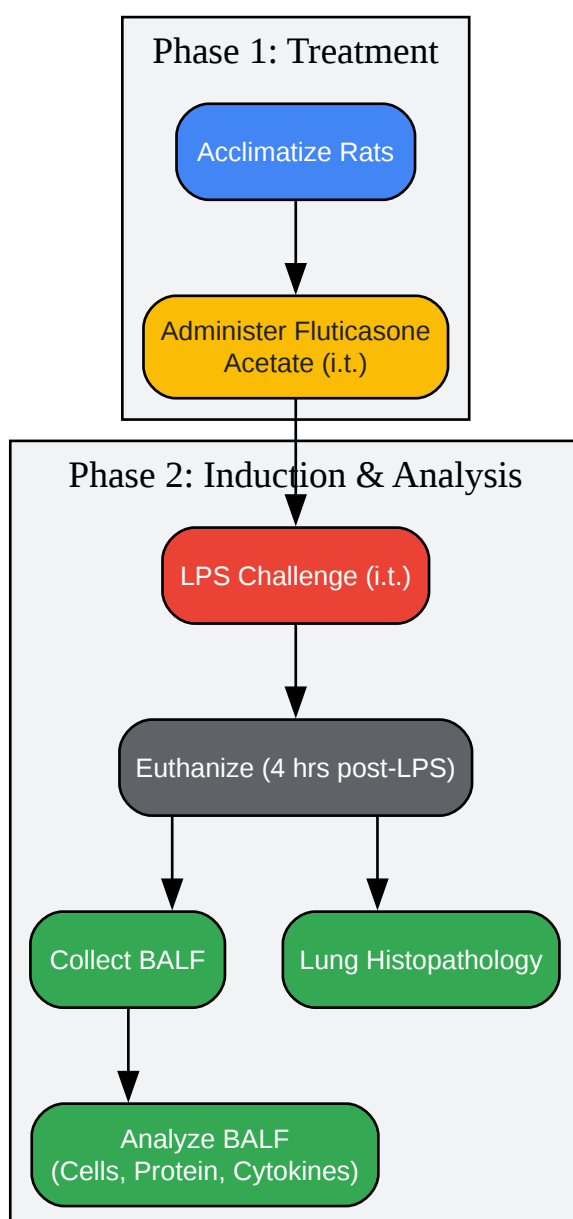 Phase 1: Treatment
Acclimatize Rats
Administer Fluticasone
Acetate (i.t.)
Phase 2: Induction & Analysis
LPS Challenge (i.t.)
Euthanize (4 hrs post-LPS)
Collect BALF
Lung Histopathology
Analyze BALF
(Cells, Protein, Cytokines)